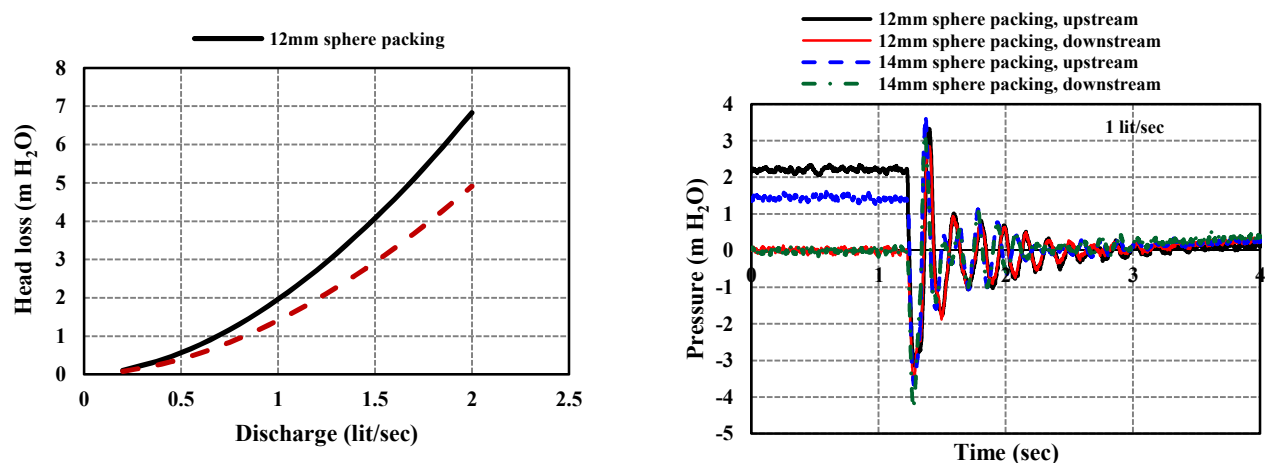 12mm sphere packing
8
7
6
5
4
3
2
1
0
0 0.5 1 1.5 2 2.5
Head loss (m H₂O)
Discharge (lit/sec)
12mm sphere packing, upstream
12mm sphere packing, downstream
14mm sphere packing, upstream
14mm sphere packing, downstream
1 lit/sec
4
3
2
1
0
-1
-2
-3
-4
-5
0 1 2 3 4
Pressure (m H₂O)
Time (sec)